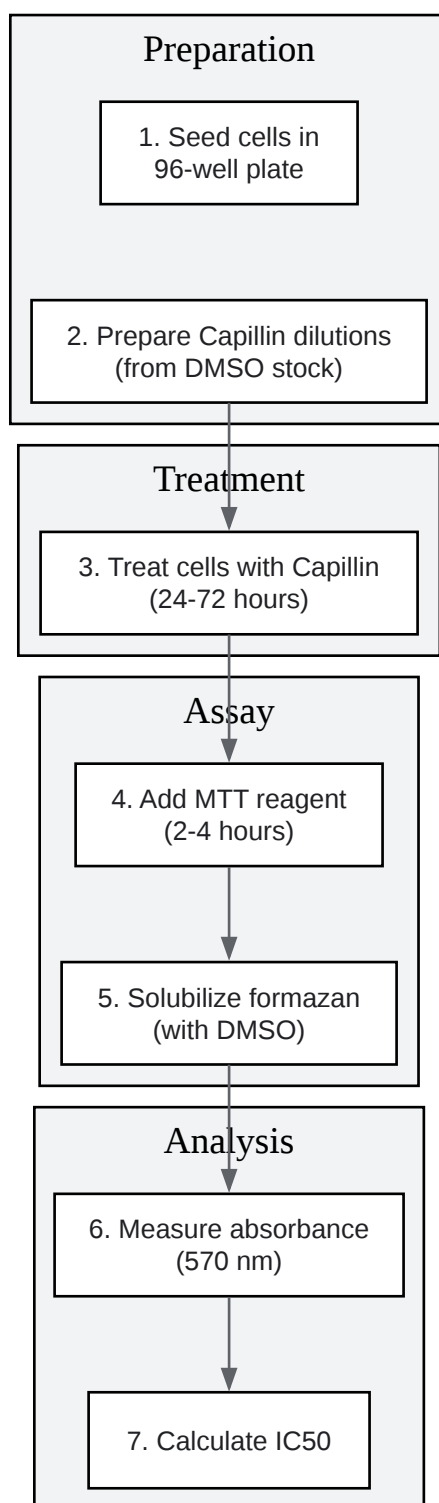 Preparation
1. Seed cells in
96-well plate
2. Prepare Capillin dilutions
(from DMSO stock)
Treatment
3. Treat cells with Capillin
(24-72 hours)
Assay
4. Add MTT reagent
(2-4 hours)
5. Solubilize formazan
(with DMSO)
Analysis
6. Measure absorbance
(570 nm)
7. Calculate IC50